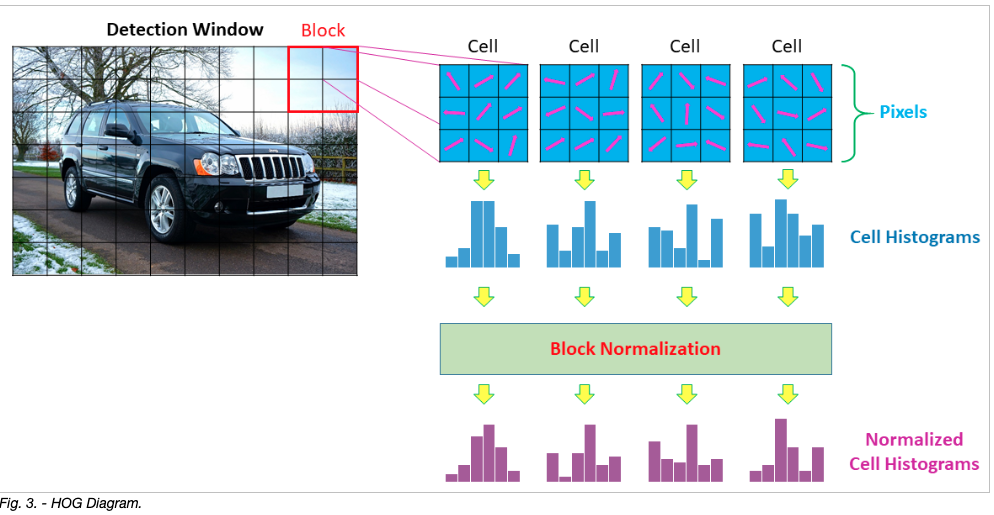 Detection Window
Block
Cell
Cell
Cell
Cell
Pixels
Cell Histograms
Block Normalization
Normalized
Cell Histograms
Fig. 3. - HOG Diagram.